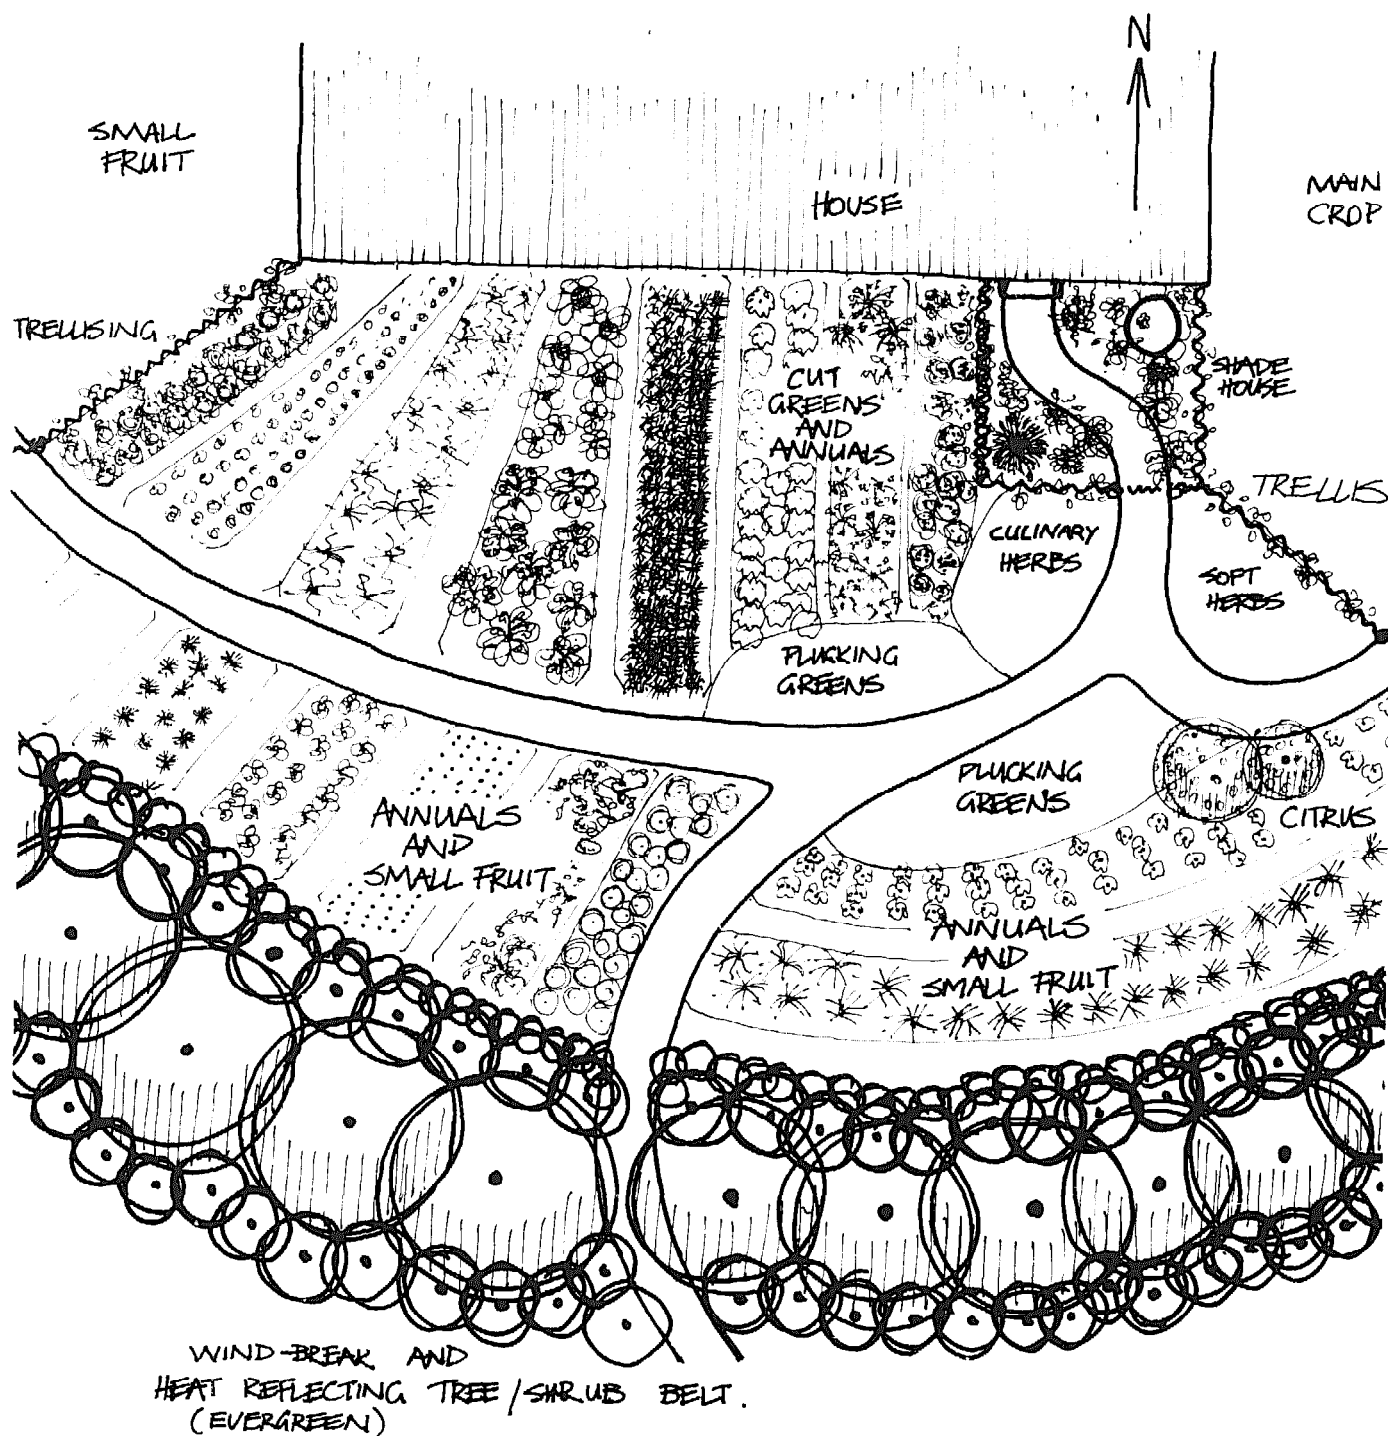 N
SMALL
FRUIT
MAIN
CROP
HOUSE
TRELLISING
SHADE
HOUSE
CUT
GREENS
AND
ANNUALS
TRELLIS
CULINARY
HERBS
SOFT
HERBS
PLUCKING
GREENS
PLUCKING
GREENS
CITRUS
ANNUALS
AND
SMALL FRUIT
ANNUALS
AND
SMALL FRUIT
WIND-BREAK AND
HEAT REFLECTING TREE/SHRUB BELT.
(EVERGREEN)